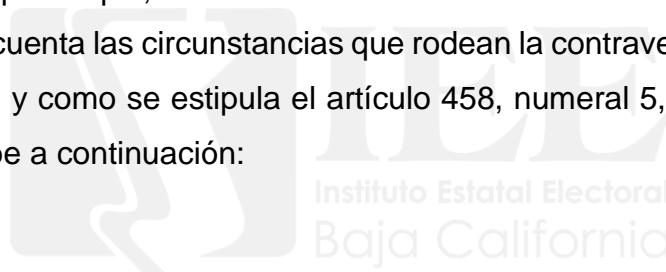 cuenta las circunstancias que rodean la contrave
y como se estipula el artículo 458, numeral 5,
e a continuación:
IEE
Instituto Estatal Electoral
Baja California